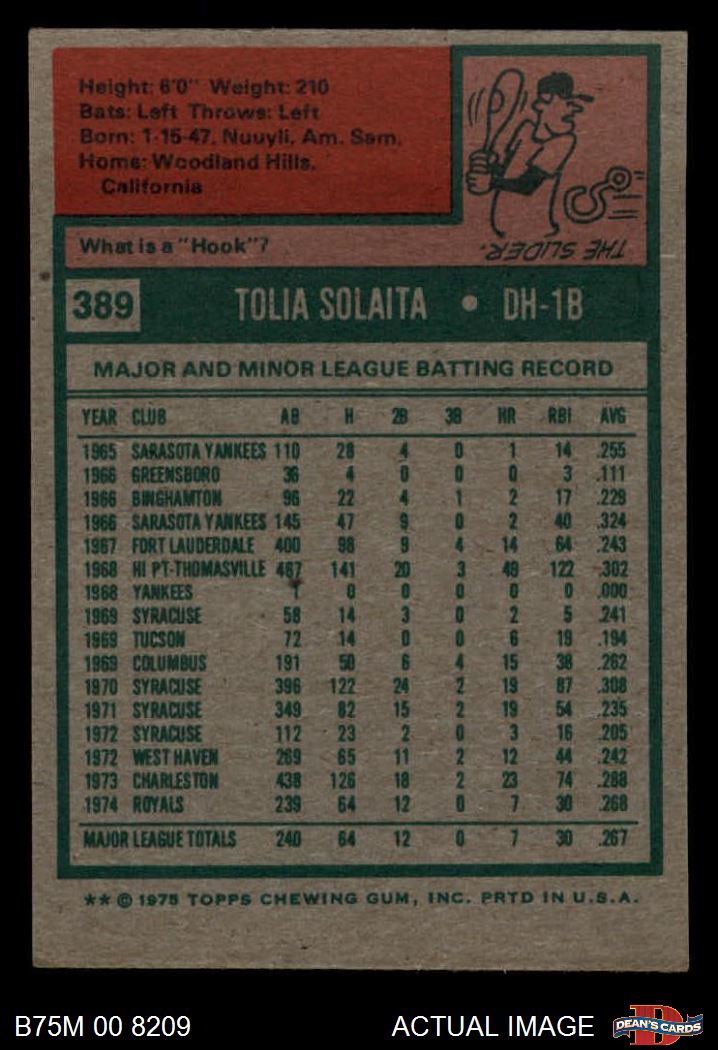 Height: 6'0" Weight: 210
Bats: Left Throws: Left
Born: 1-15-47, Nuuyli, Am. Sam.
Home: Woodland Hills,
California
What is a "Hook"?
THE SLIDER.
389 TOLIA SOLAITA • DH-1B
MAJOR AND MINOR LEAGUE BATTING RECORD
YEAR CLUB AB H 2B 3B HR RBI AVG
1965 SARASOTA YANKEES 110 28 4 0 1 14 .255
1966 GREENSBORO 36 4 0 0 0 3 .111
1966 BINGHAMTON 96 22 4 1 2 17 .229
1966 SARASOTA YANKEES 145 47 9 0 2 40 .324
1967 FORT LAUDERDALE 400 98 9 4 14 64 .243
1968 HI PT-THOMASVILLE 467 141 20 3 49 122 .302
1968 YANKEES 1 0 0 0 0 0 .000
1969 SYRACUSE 58 14 3 0 2 5 .241
1969 TUCSON 72 14 0 0 6 19 .194
1969 COLUMBUS 191 50 6 4 15 38 .262
1970 SYRACUSE 396 122 24 2 19 87 .308
1971 SYRACUSE 349 82 15 2 19 54 .235
1972 SYRACUSE 112 23 2 0 3 16 .205
1972 WEST HAVEN 269 65 11 2 12 44 .242
1973 CHARLESTON 438 126 18 2 23 74 .288
1974 ROYALS 239 64 12 0 7 30 .268
MAJOR LEAGUE TOTALS 240 64 12 0 7 30 .267
** © 1975 TOPPS CHEWING GUM, INC. PRTD IN U.S.A.
B75M 00 8209 ACTUAL IMAGE DEAN'S CARDS